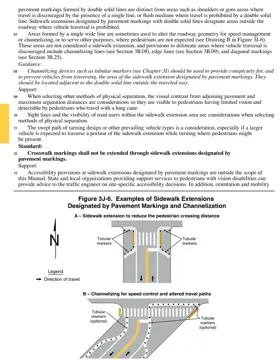 pavement markings formed by double solid lines are distinct from areas such as shoulders or gore areas where
travel is discouraged by the presence of a single line, or flush medians where travel is prohibited by a double solid
line. Sidewalk extensions designated by pavement markings with double solid lines designate areas outside the
roadway where vehicular travel is prohibited.
Areas formed by a single white line are sometimes used to alter the roadway geometry for speed management
or channelizing, or to serve other purposes, where pedestrians are not expected (see Drawing B in Figure 3J-6).
These areas are not considered a sidewalk extension, and provisions to delineate areas where vehicle traversal is
discouraged include channelizing lines (see Section 3B.08), edge lines (see Section 3B.09), and diagonal markings
(see Section 3B.25).
Guidance:
Channelizing devices such as tubular markers (see Chapter 3I) should be used to provide conspicuity for, and
to prevent vehicles from traversing, the area of the sidewalk extension designated by pavement markings. They
should be located adjacent to the double solid line outside the traveled way.
Support:
When selecting other methods of physical separation, the visual contrast from adjoining pavement and
maximum separation distances are considerations so they are visible to pedestrians having limited vision and
detectable by pedestrians who travel with a long cane.
Sight lines and the visibility of road users within the sidewalk extension area are considerations when selecting
methods of physical separation.
The swept path of turning design or other prevailing vehicle types is a consideration, especially if a larger
vehicle is expected to traverse a portion of the sidewalk extension while turning where pedestrians might
be present.
Standard:
Crosswalk markings shall not be extended through sidewalk extensions designated by
pavement markings.
Support:
Accessibility provisions at sidewalk extensions designated by pavement markings are outside the scope of
this Manual. State and local organizations providing support services to pedestrians with vision disabilities can
provide advice to the traffic engineer on site-specific accessibility decisions. In addition, orientation and mobility
Figure 3J-6. Examples of Sidewalk Extensions
Designated by Pavement Markings and Channelization
A – Sidewalk extension to reduce the pedestrian crossing distance
Tubular
markers
Tubular
markers
N
Legend
Direction of travel
B – Channelizing for speed control and altered travel paths
Tubular
markers
(optional)
Tubular
markers
(optional)